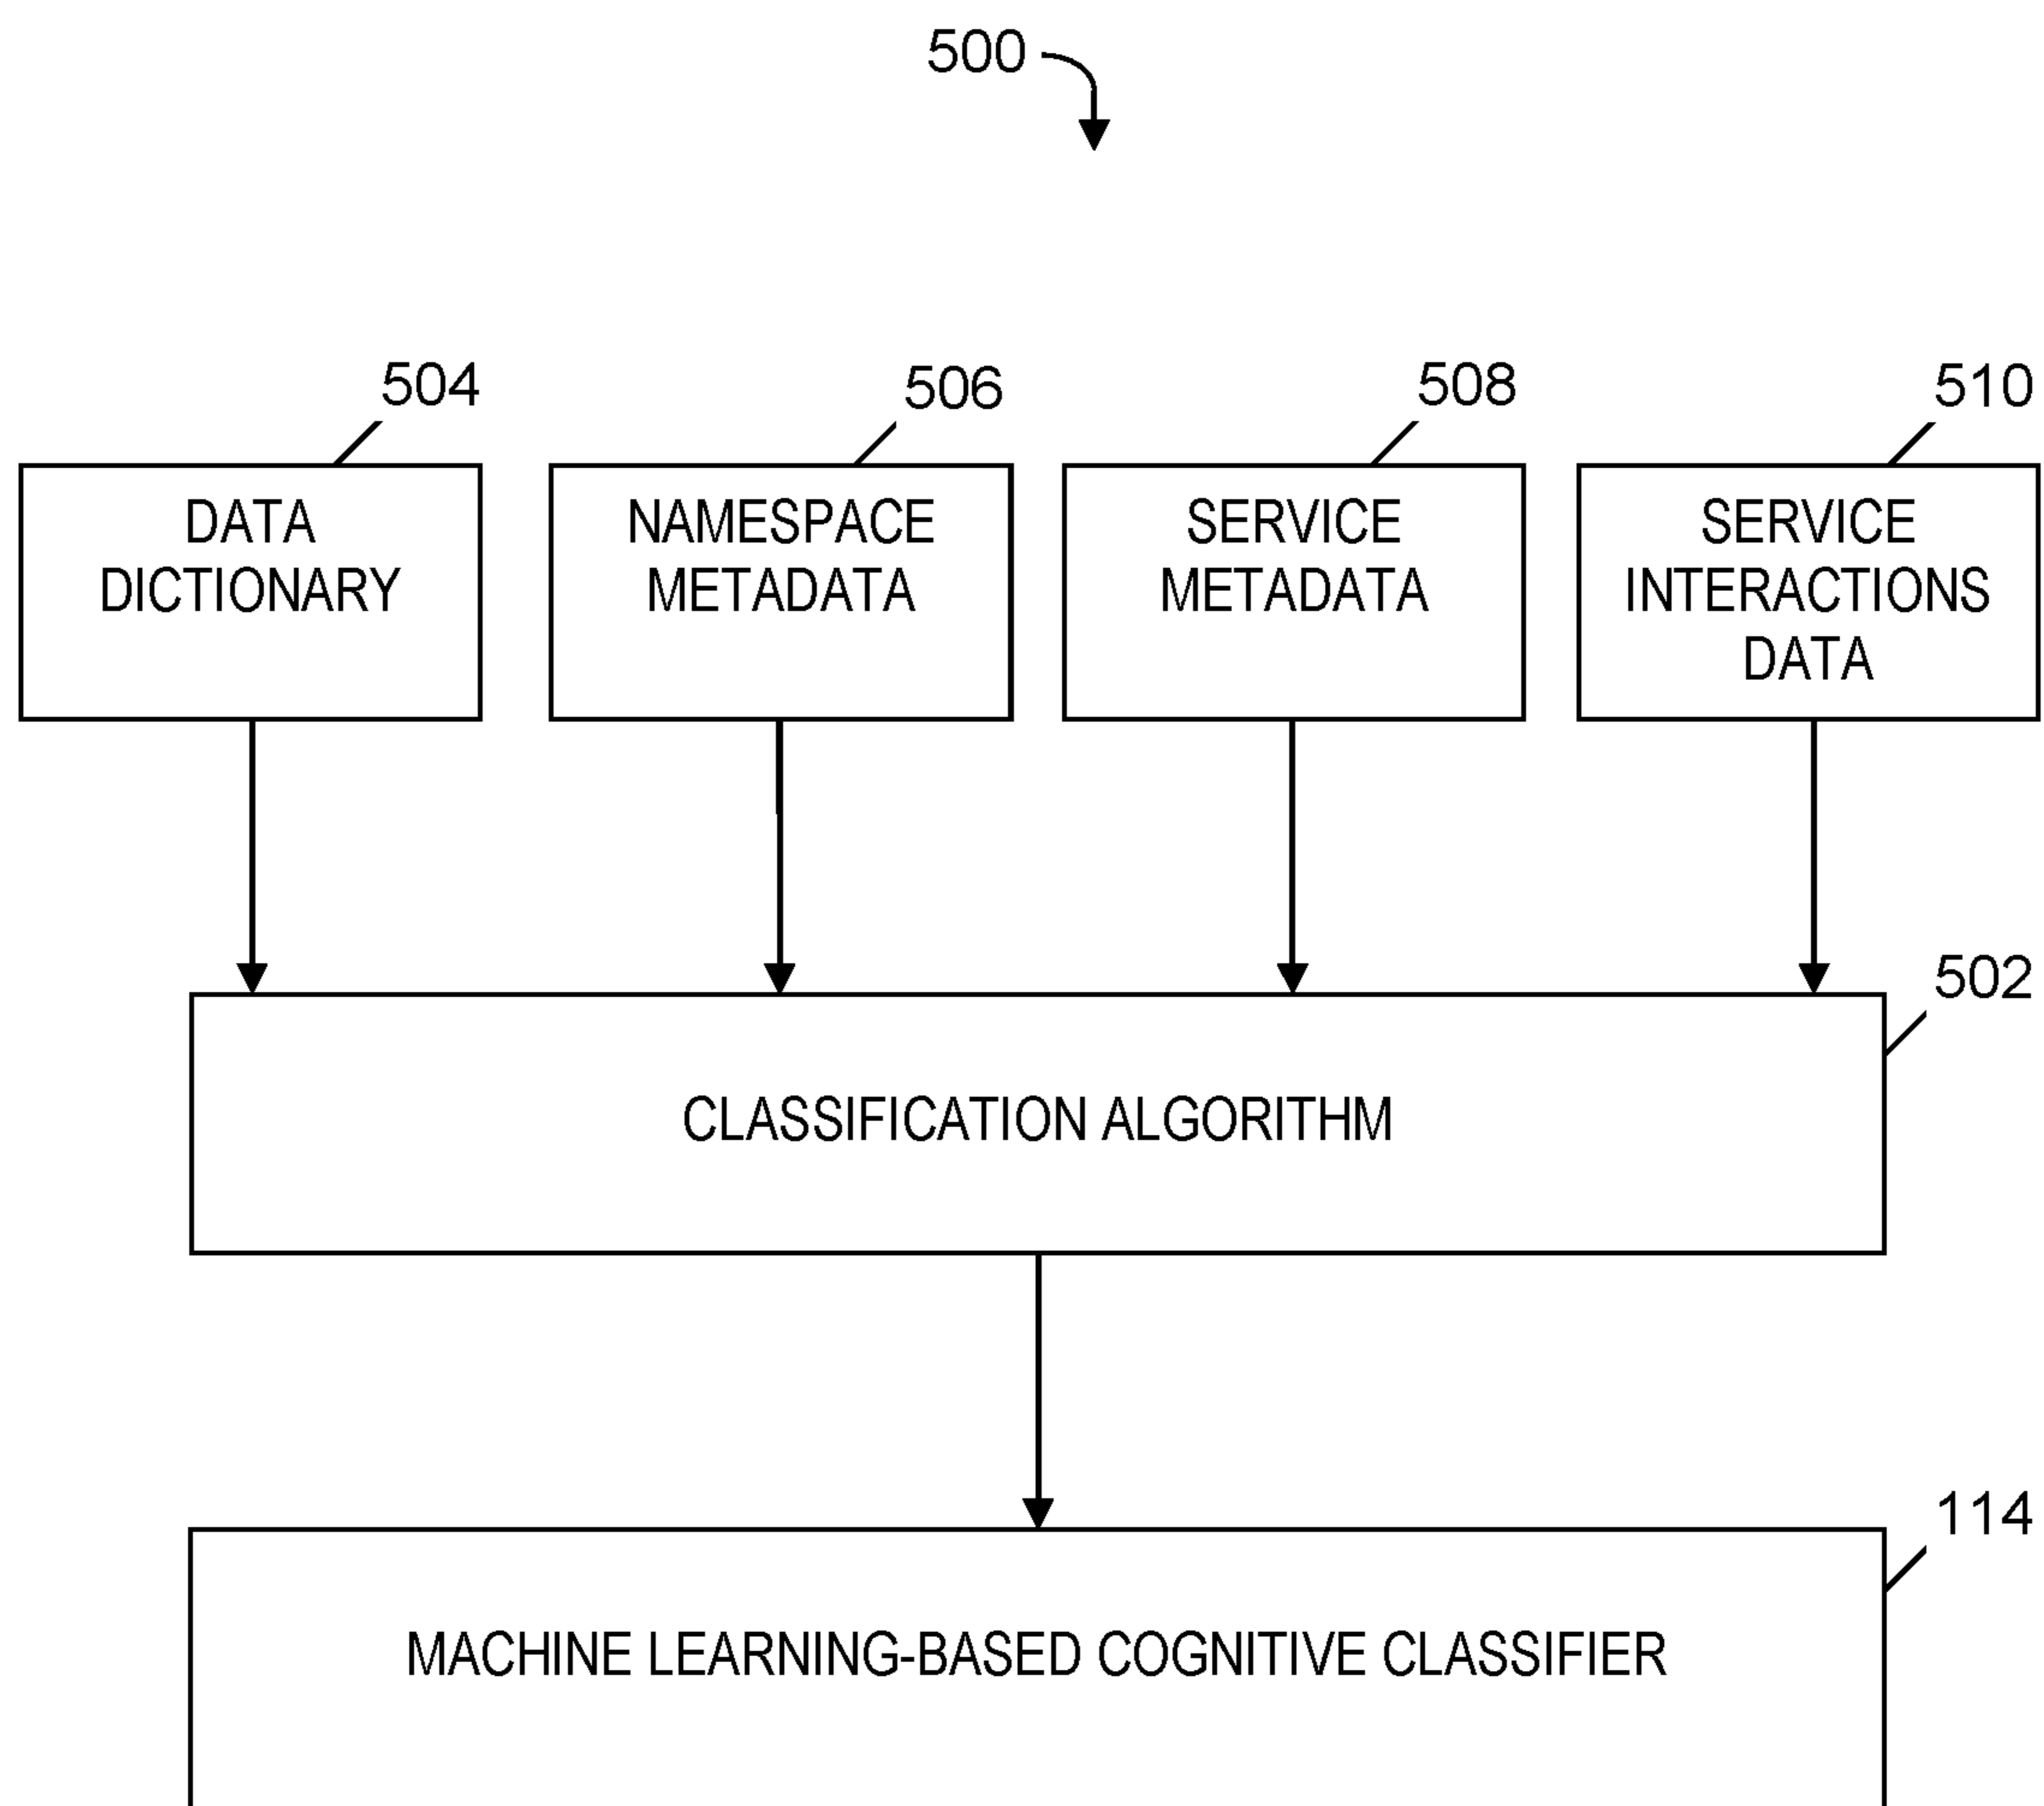 500
504
506
508
510
DATA
DICTIONARY
NAMESPACE
METADATA
SERVICE
METADATA
SERVICE
INTERACTIONS
DATA
502
CLASSIFICATION ALGORITHM
114
MACHINE LEARNING-BASED COGNITIVE CLASSIFIER